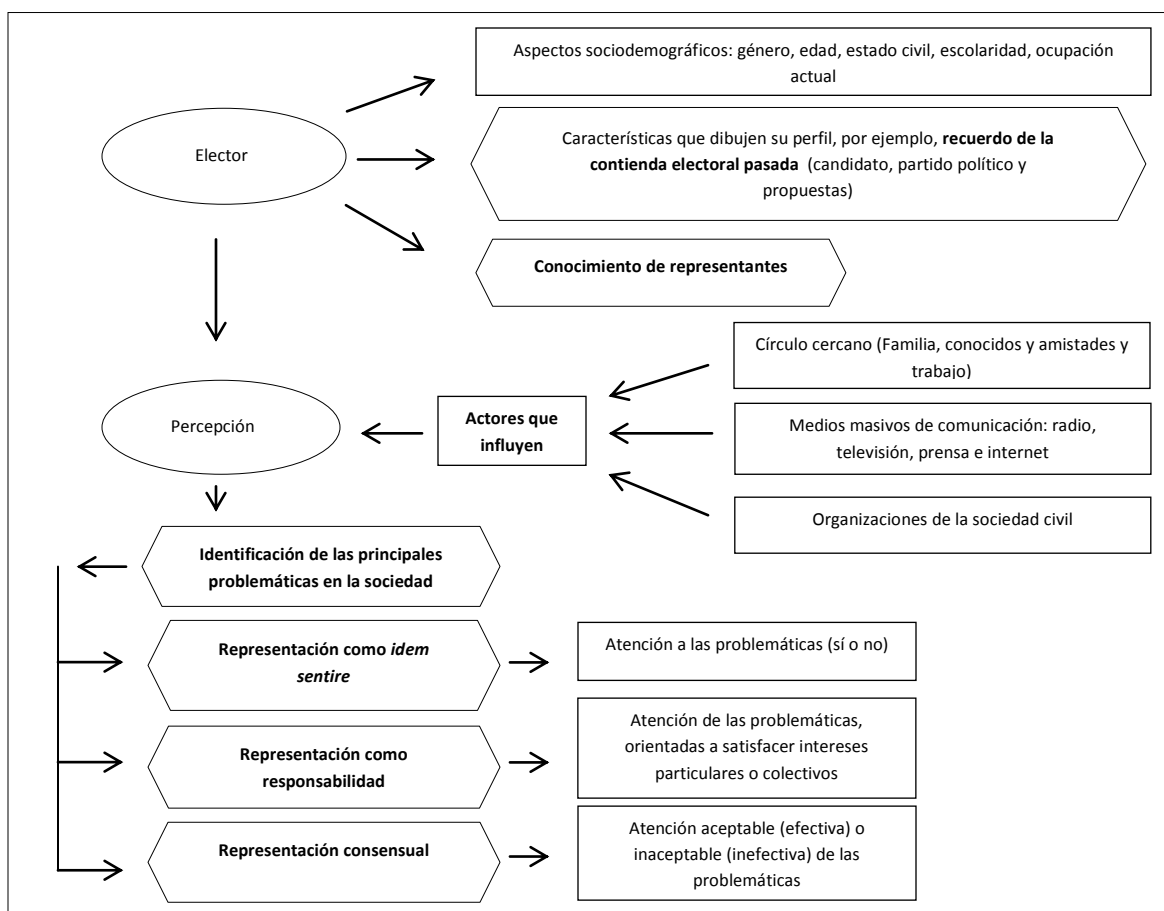 Aspectos sociodemográficos: género, edad, estado civil, escolaridad, ocupación
actual
Elector
Características que dibujen su perfil, por ejemplo, recuerdo de la
contienda electoral pasada (candidato, partido político y
propuestas)
Conocimiento de representantes
Círculo cercano (Familia, conocidos y amistades y
trabajo)
Percepción
Actores que
influyen
Medios masivos de comunicación: radio,
televisión, prensa e internet
Organizaciones de la sociedad civil
Identificación de las principales
problemáticas en la sociedad
Representación como idem
sentire
Atención a las problemáticas (sí o no)
Representación como
responsabilidad
Atención de las problemáticas,
orientadas a satisfacer intereses
particulares o colectivos
Representación consensual
Atención aceptable (efectiva) o
inaceptable (inefectiva) de las
problemáticas